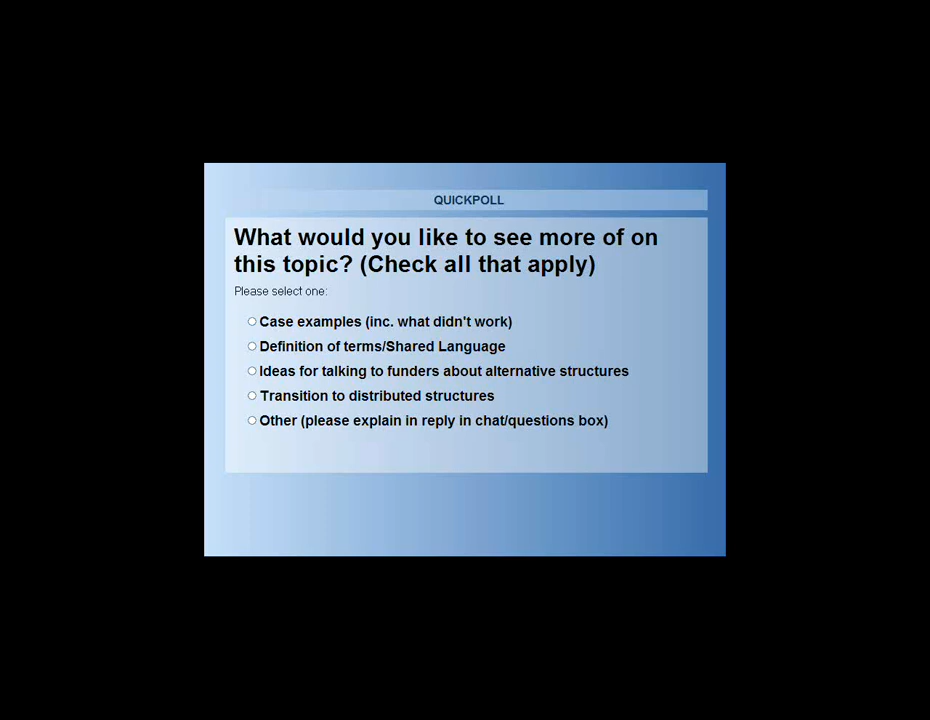 QUICKPOLL
What would you like to see more of on
this topic? (Check all that apply)
Please select one:
Case examples (inc. what didn't work)
Definition of terms/Shared Language
Ideas for talking to funders about alternative structures
Transition to distributed structures
Other (please explain in reply in chat/questions box)